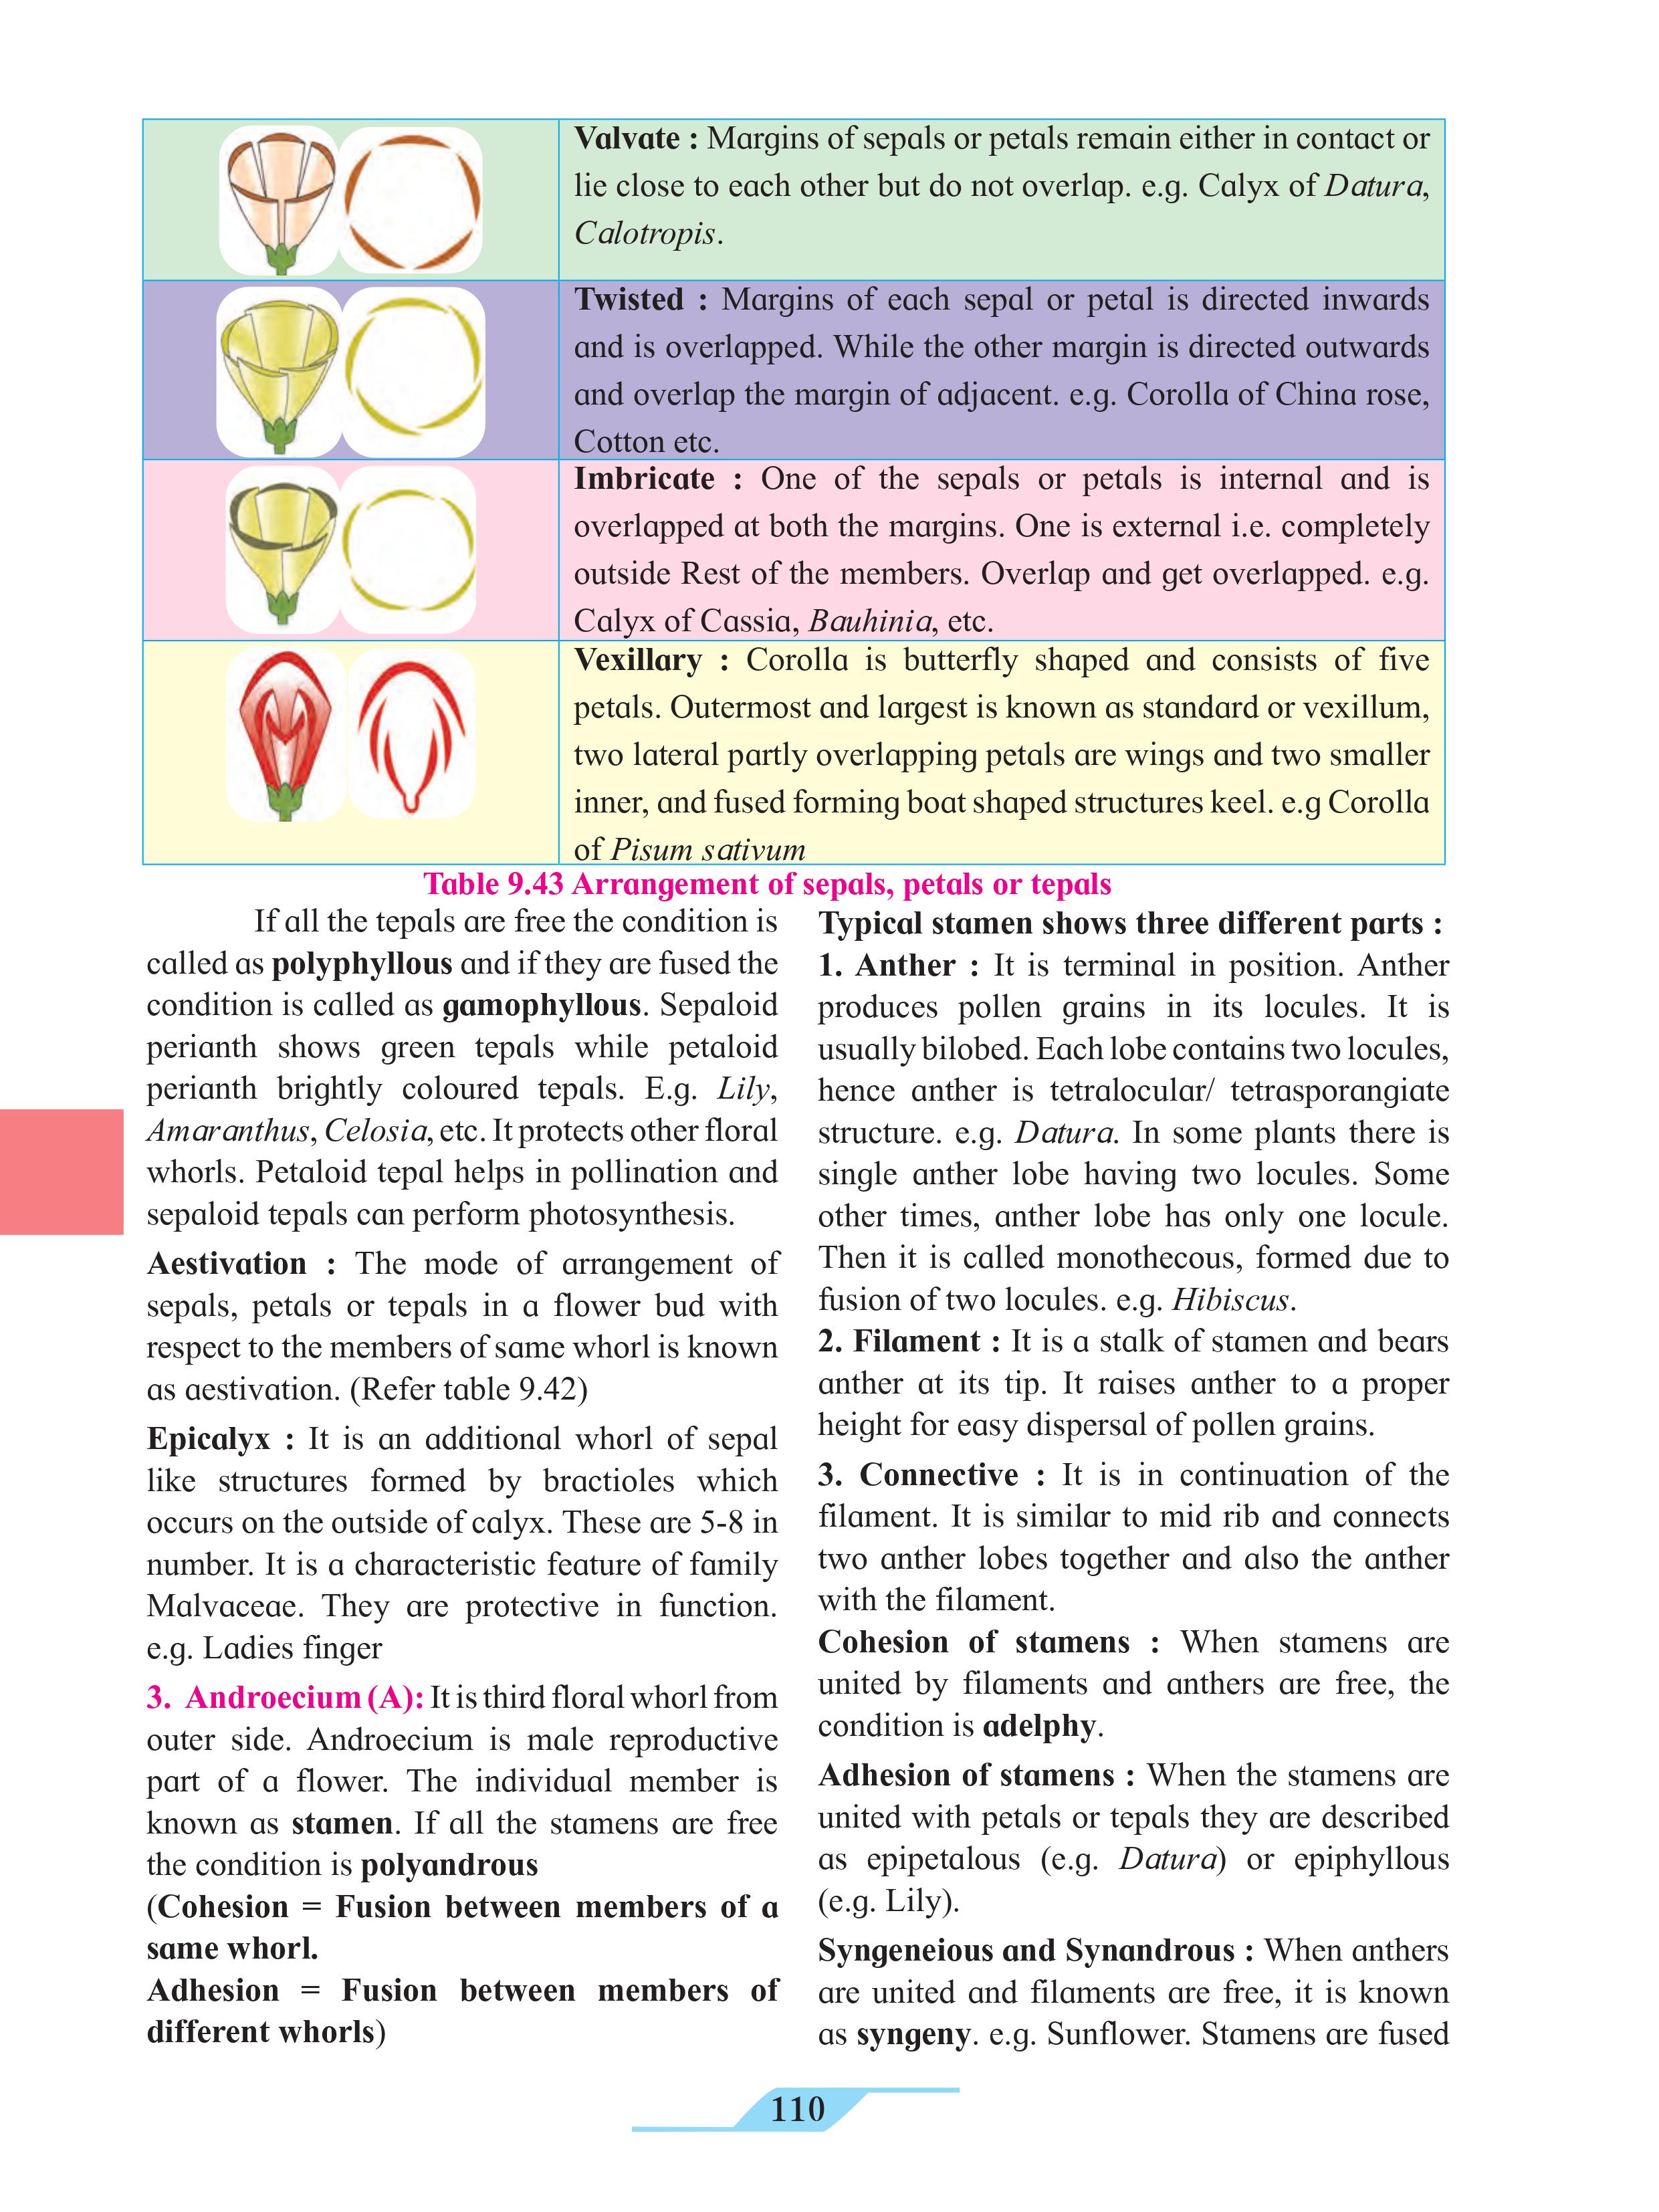 Valvate : Margins of sepals or petals remain either in contact or
lie close to each other but do not overlap. e.g. Calyx of Datura,
Calotropis.
Twisted : Margins of each sepal or petal is directed inwards
and is overlapped. While the other margin is directed outwards
and overlap the margin of adjacent. e.g. Corolla of China rose,
Cotton etc.
Imbricate : One of the sepals or petals is internal and is
overlapped at both the margins. One is external i.e. completely
outside Rest of the members. Overlap and get overlapped. e.g.
Calyx of Cassia, Bauhinia, etc.
Vexillary : Corolla is butterfly shaped and consists of five
petals. Outermost and largest is known as standard or vexillum,
two lateral partly overlapping petals are wings and two smaller
inner, and fused forming boat shaped structures keel. e.g Corolla
of Pisum sativum
Table 9.43 Arrangement of sepals, petals or tepals
If all the tepals are free the condition is
called as polyphyllous and if they are fused the
condition is called as gamophyllous. Sepaloid
perianth shows green tepals while petaloid
perianth brightly coloured tepals. E.g. Lily,
Amaranthus, Celosia, etc. It protects other floral
whorls. Petaloid tepal helps in pollination and
sepaloid tepals can perform photosynthesis.
Aestivation : The mode of arrangement of
sepals, petals or tepals in a flower bud with
respect to the members of same whorl is known
as aestivation. (Refer table 9.42)
Epicalyx : It is an additional whorl of sepal
like structures formed by bractioles which
occurs on the outside of calyx. These are 5-8 in
number. It is a characteristic feature of family
Malvaceae. They are protective in function.
e.g. Ladies finger
3. Androecium (A): It is third floral whorl from
outer side. Androecium is male reproductive
part of a flower. The individual member is
known as stamen. If all the stamens are free
the condition is polyandrous
(Cohesion = Fusion between members of a
same whorl.
Adhesion = Fusion between members of
different whorls)
Typical stamen shows three different parts :
1. Anther : It is terminal in position. Anther
produces pollen grains in its locules. It is
usually bilobed. Each lobe contains two locules,
hence anther is tetralocular/ tetrasporangiate
structure. e.g. Datura. In some plants there is
single anther lobe having two locules. Some
other times, anther lobe has only one locule.
Then it is called monothecous, formed due to
fusion of two locules. e.g. Hibiscus.
2. Filament : It is a stalk of stamen and bears
anther at its tip. It raises anther to a proper
height for easy dispersal of pollen grains.
3. Connective : It is in continuation of the
filament. It is similar to mid rib and connects
two anther lobes together and also the anther
with the filament.
Cohesion of stamens : When stamens are
united by filaments and anthers are free, the
condition is adelphy.
Adhesion of stamens : When the stamens are
united with petals or tepals they are described
as epipetalous (e.g. Datura) or epiphyllous
(e.g. Lily).
Syngeneious and Synandrous : When anthers
are united and filaments are free, it is known
as syngeny. e.g. Sunflower. Stamens are fused
110